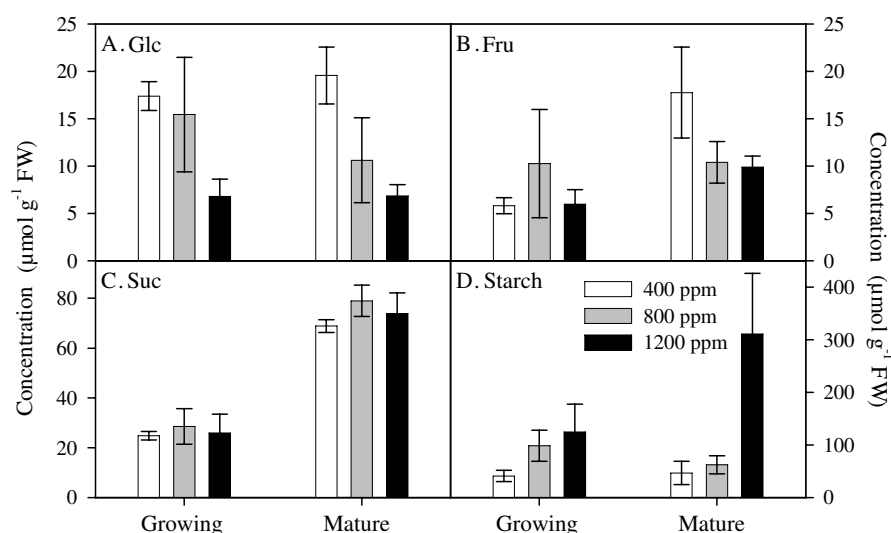 25
20
15
10
5
0
A. Glc
B. Fru
25
20
15
10
5
0
80
60
40
20
0
C. Suc
D. Starch
400 ppm
800 ppm
1200 ppm
400
300
200
100
0
Growing Mature Growing Mature
Concentration (μmol g⁻¹ FW)
Concentration (μmol g⁻¹ FW)